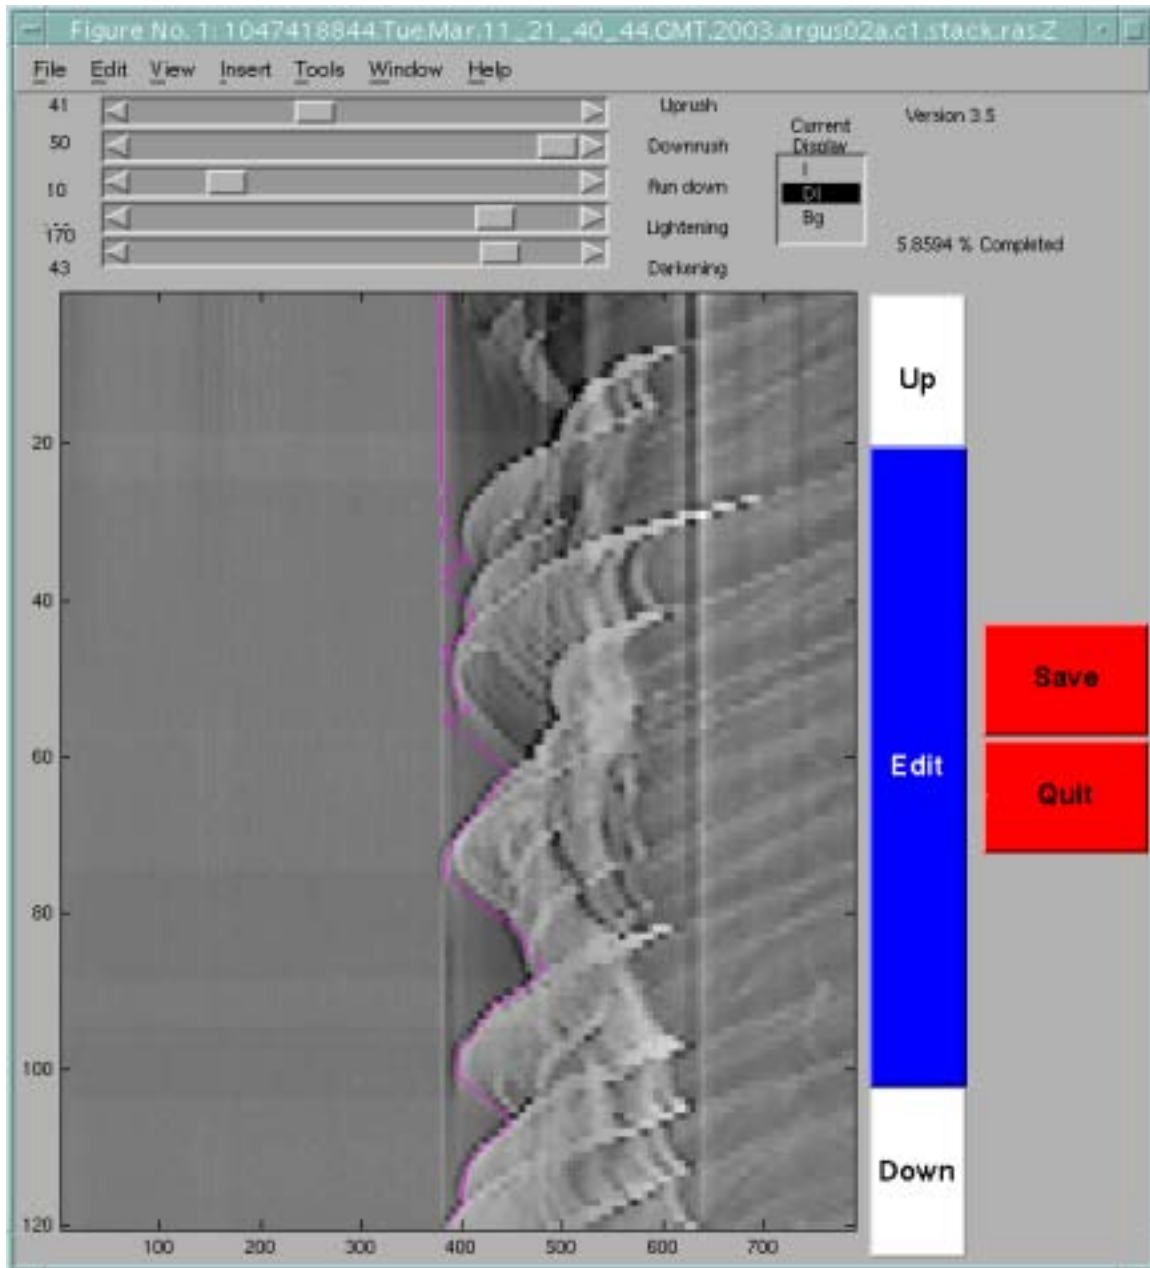 Figure No. 1: 1047418844.Tue.Mar.11_21_40_44.GMT.2003.argus02a.c1.stack.ras.Z
File Edit View Insert Tools Window Help
41
50
10
170
43
Uprush
Downrush
Run down
Lightening
Darkening
Current
Display
I
DI
Bg
Version 3.5
5.8594 % Completed
20
40
60
80
100
120
100 200 300 400 500 600 700
Up
Edit
Down
Save
Quit